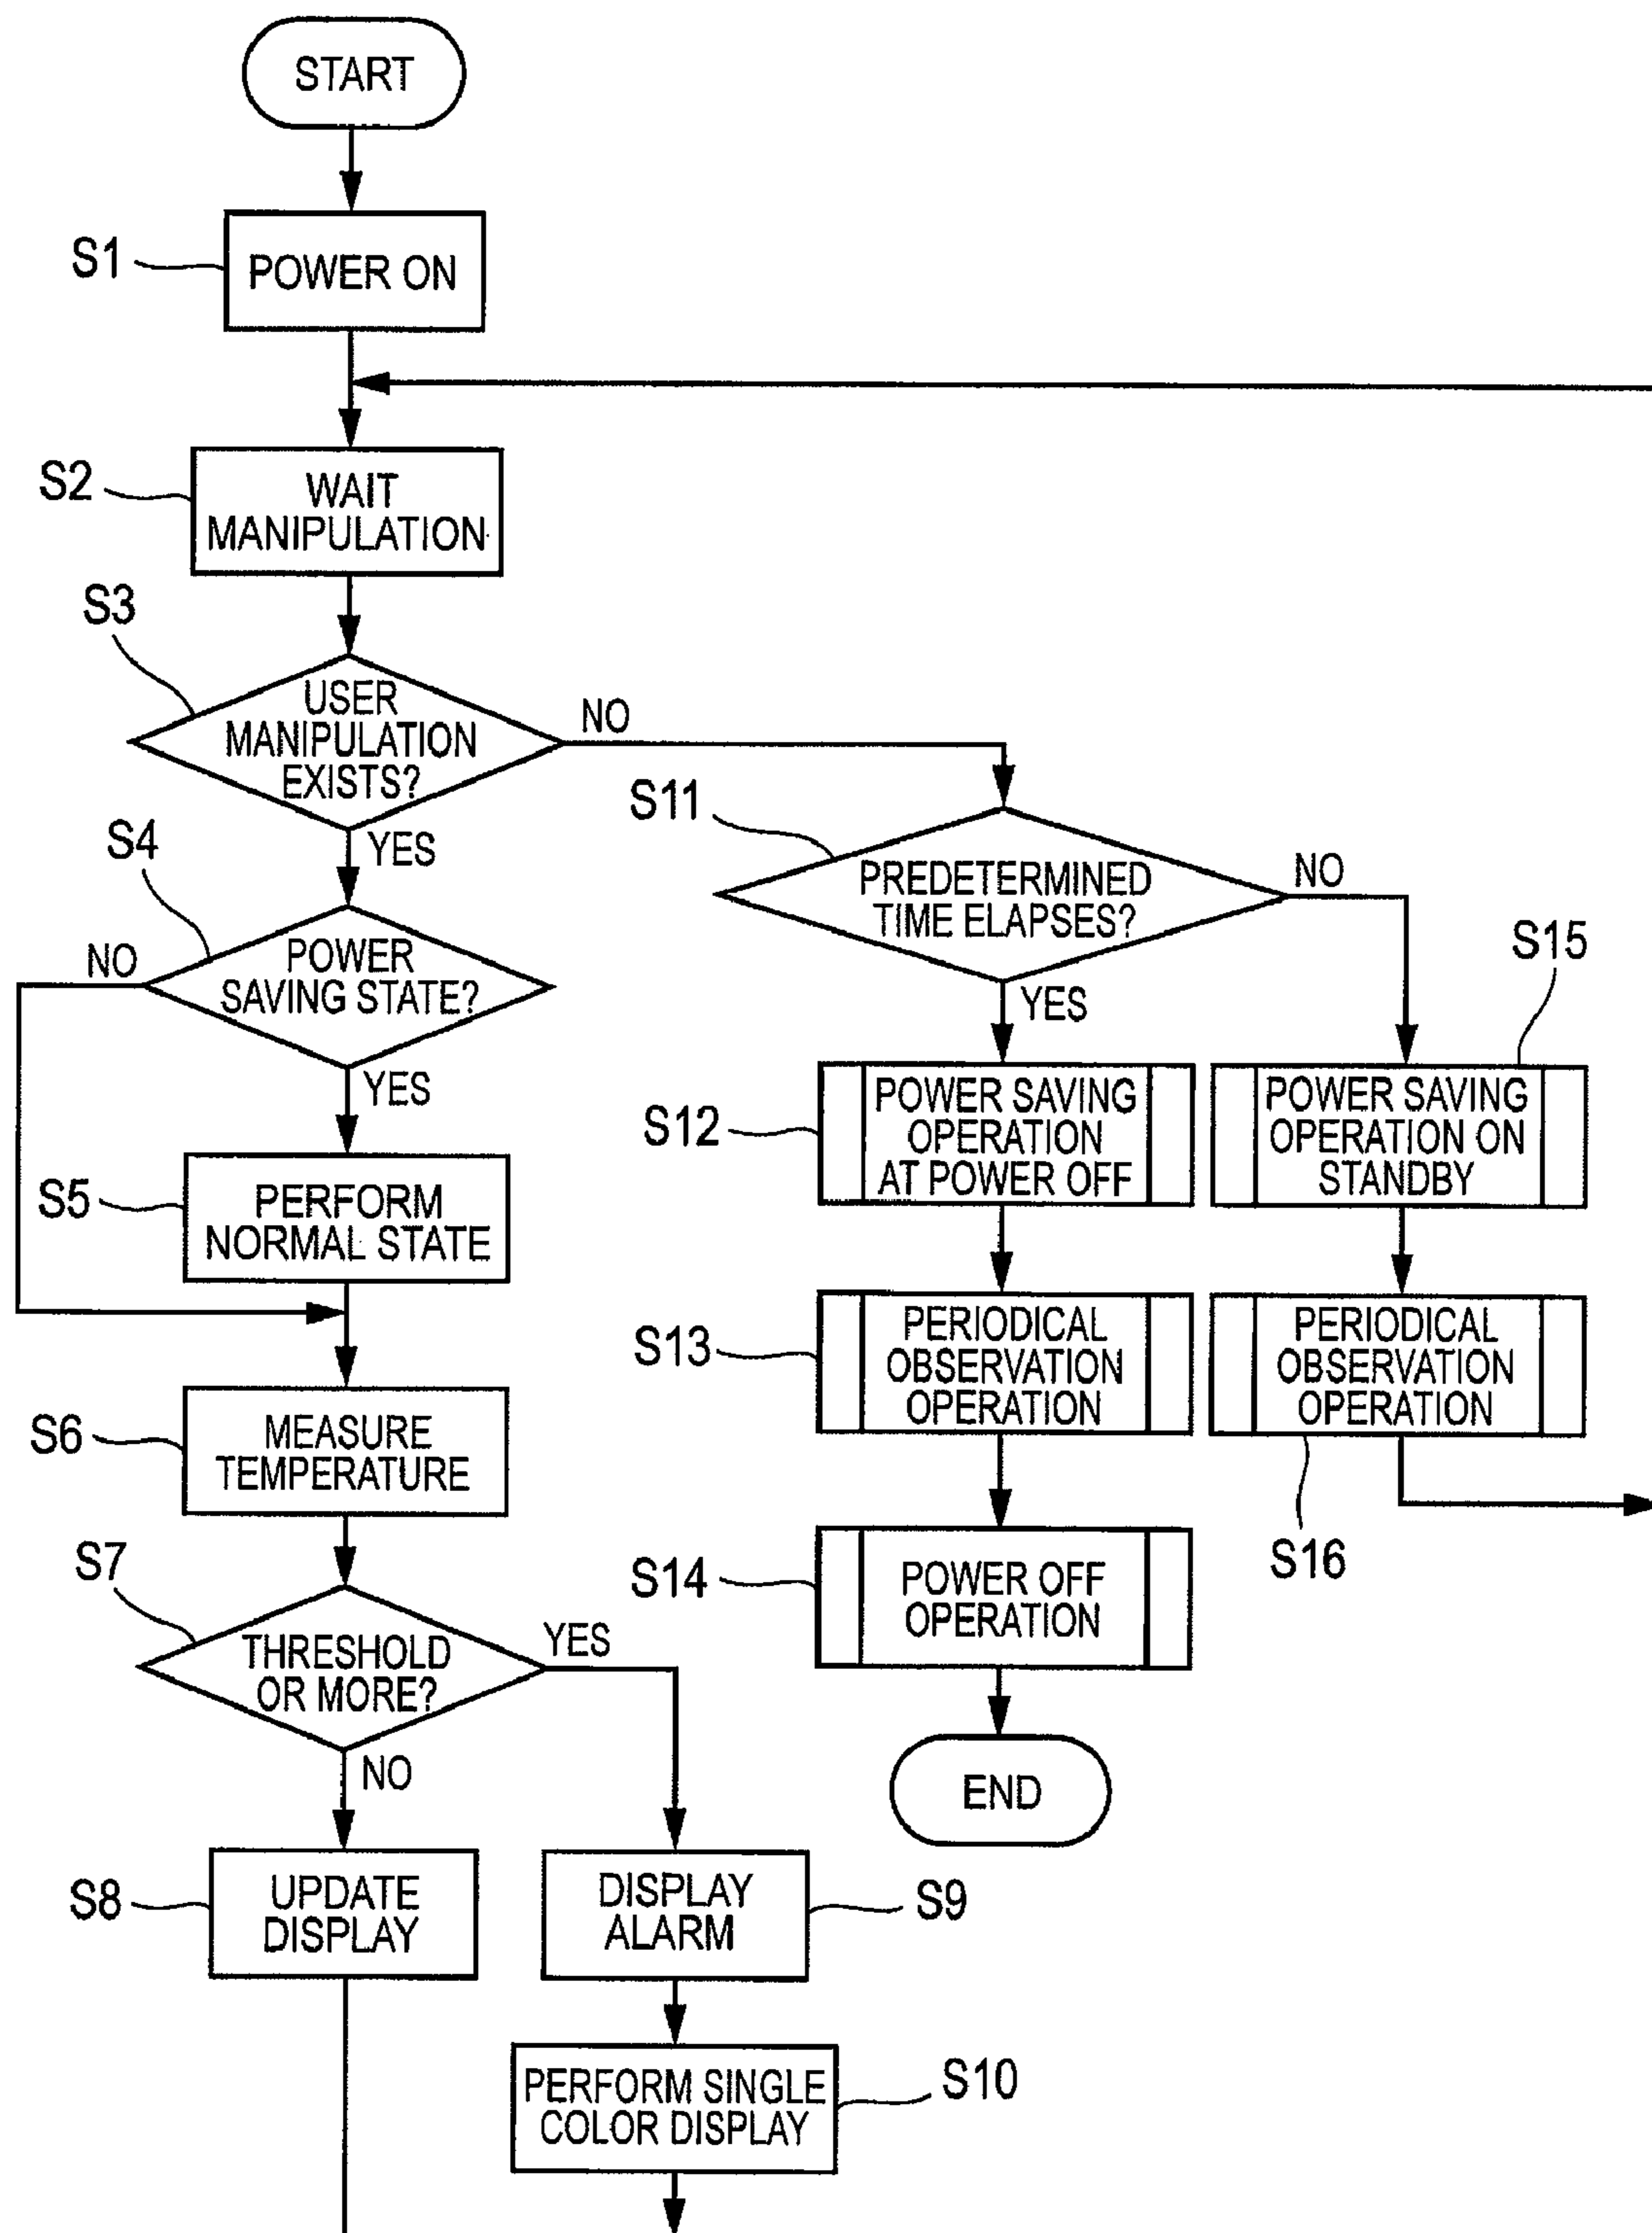 START
S1
POWER ON
S2
WAIT
MANIPULATION
S3
USER
MANIPULATION
EXISTS?
NO
YES
S4
POWER
SAVING STATE?
NO
YES
S5
PERFORM
NORMAL STATE
S6
MEASURE
TEMPERATURE
S7
THRESHOLD
OR MORE?
YES
NO
S8
UPDATE
DISPLAY
DISPLAY
ALARM
S9
PERFORM SINGLE
COLOR DISPLAY
S10
S11
PREDETERMINED
TIME ELAPSES?
NO
YES
S12
POWER SAVING
OPERATION
AT POWER OFF
S13
PERIODICAL
OBSERVATION
OPERATION
S14
POWER OFF
OPERATION
END
S15
POWER SAVING
OPERATION ON
STANDBY
PERIODICAL
OBSERVATION
OPERATION
S16